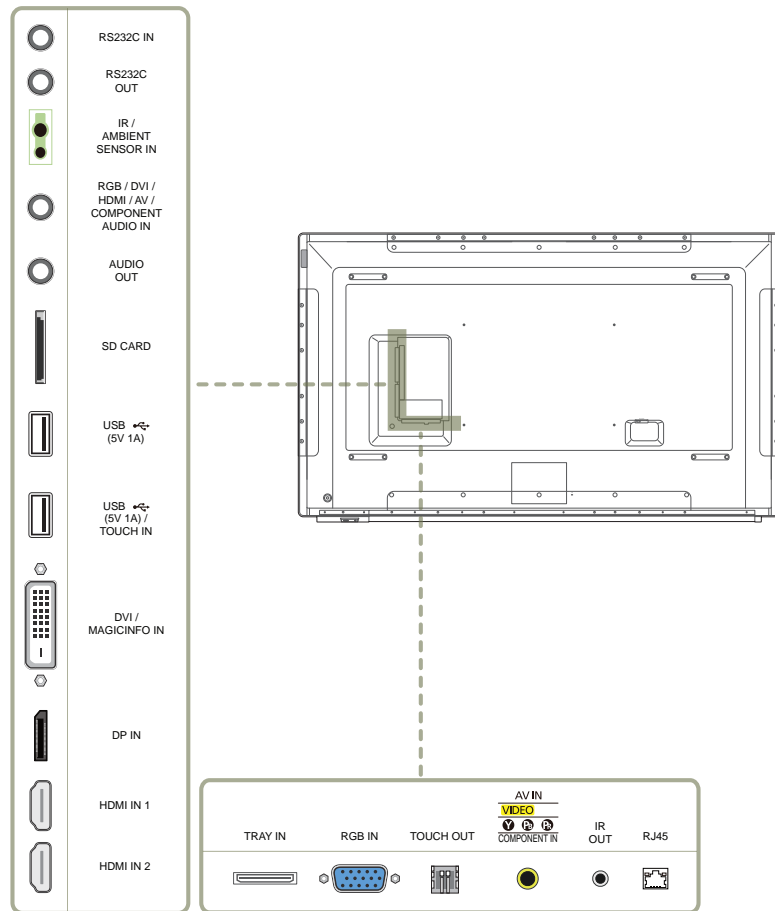 RS232C IN
RS232C
OUT
IR /
AMBIENT
SENSOR IN
RGB / DVI /
HDMI / AV /
COMPONENT
AUDIO IN
AUDIO
OUT
SD CARD
USB
(5V 1A)
USB
(5V 1A) /
TOUCH IN
DVI /
MAGICINFO IN
DP IN
HDMI IN 1
HDMI IN 2
TRAY IN
RGB IN
TOUCH OUT
AV IN
VIDEO
Y PB PR
COMPONENT IN
IR
OUT
RJ45